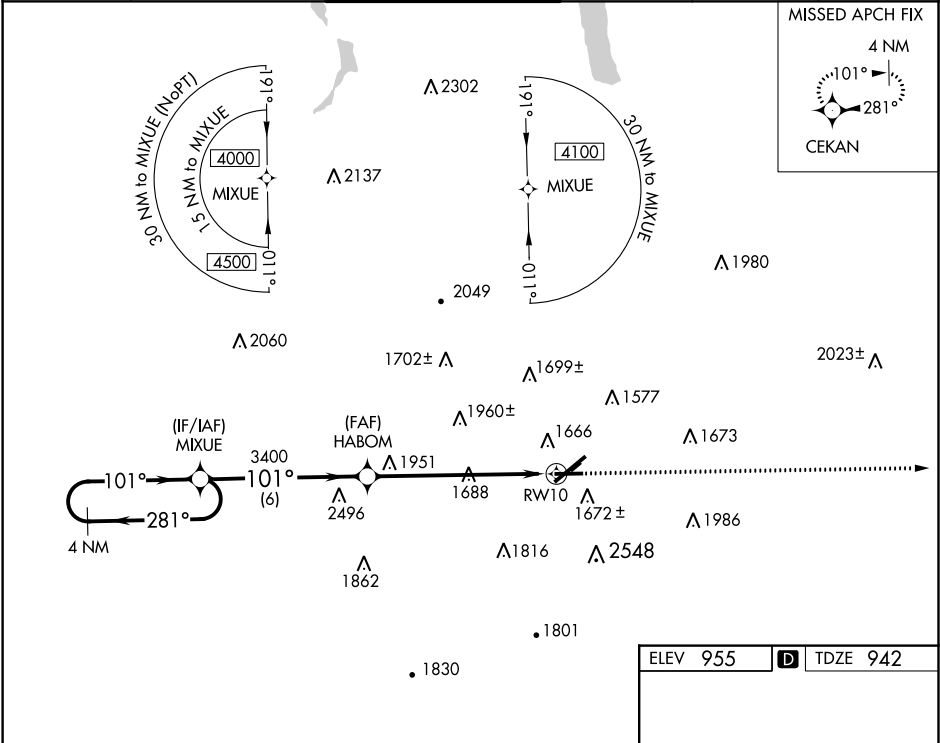 MISSED APCH FIX
4 NM
101°
281°
CEKAN
30 NM to MIXUE (NoPT)
15 NM to MIXUE
191°
4000
MIXUE
4500
011°
2302
2137
191°
30 NM to MIXUE
4100
MIXUE
011°
1980
2049
2060
1702±
1699±
2023±
1577
1960±
(IF/IAF)
MIXUE
(FAF)
HABOM
1666
1673
3400
101°
101°
(6)
1951
1688
RW10
2496
1672 ±
1986
281°
4 NM
1816
2548
1862
1801
1830
ELEV 955 D TDZE 942